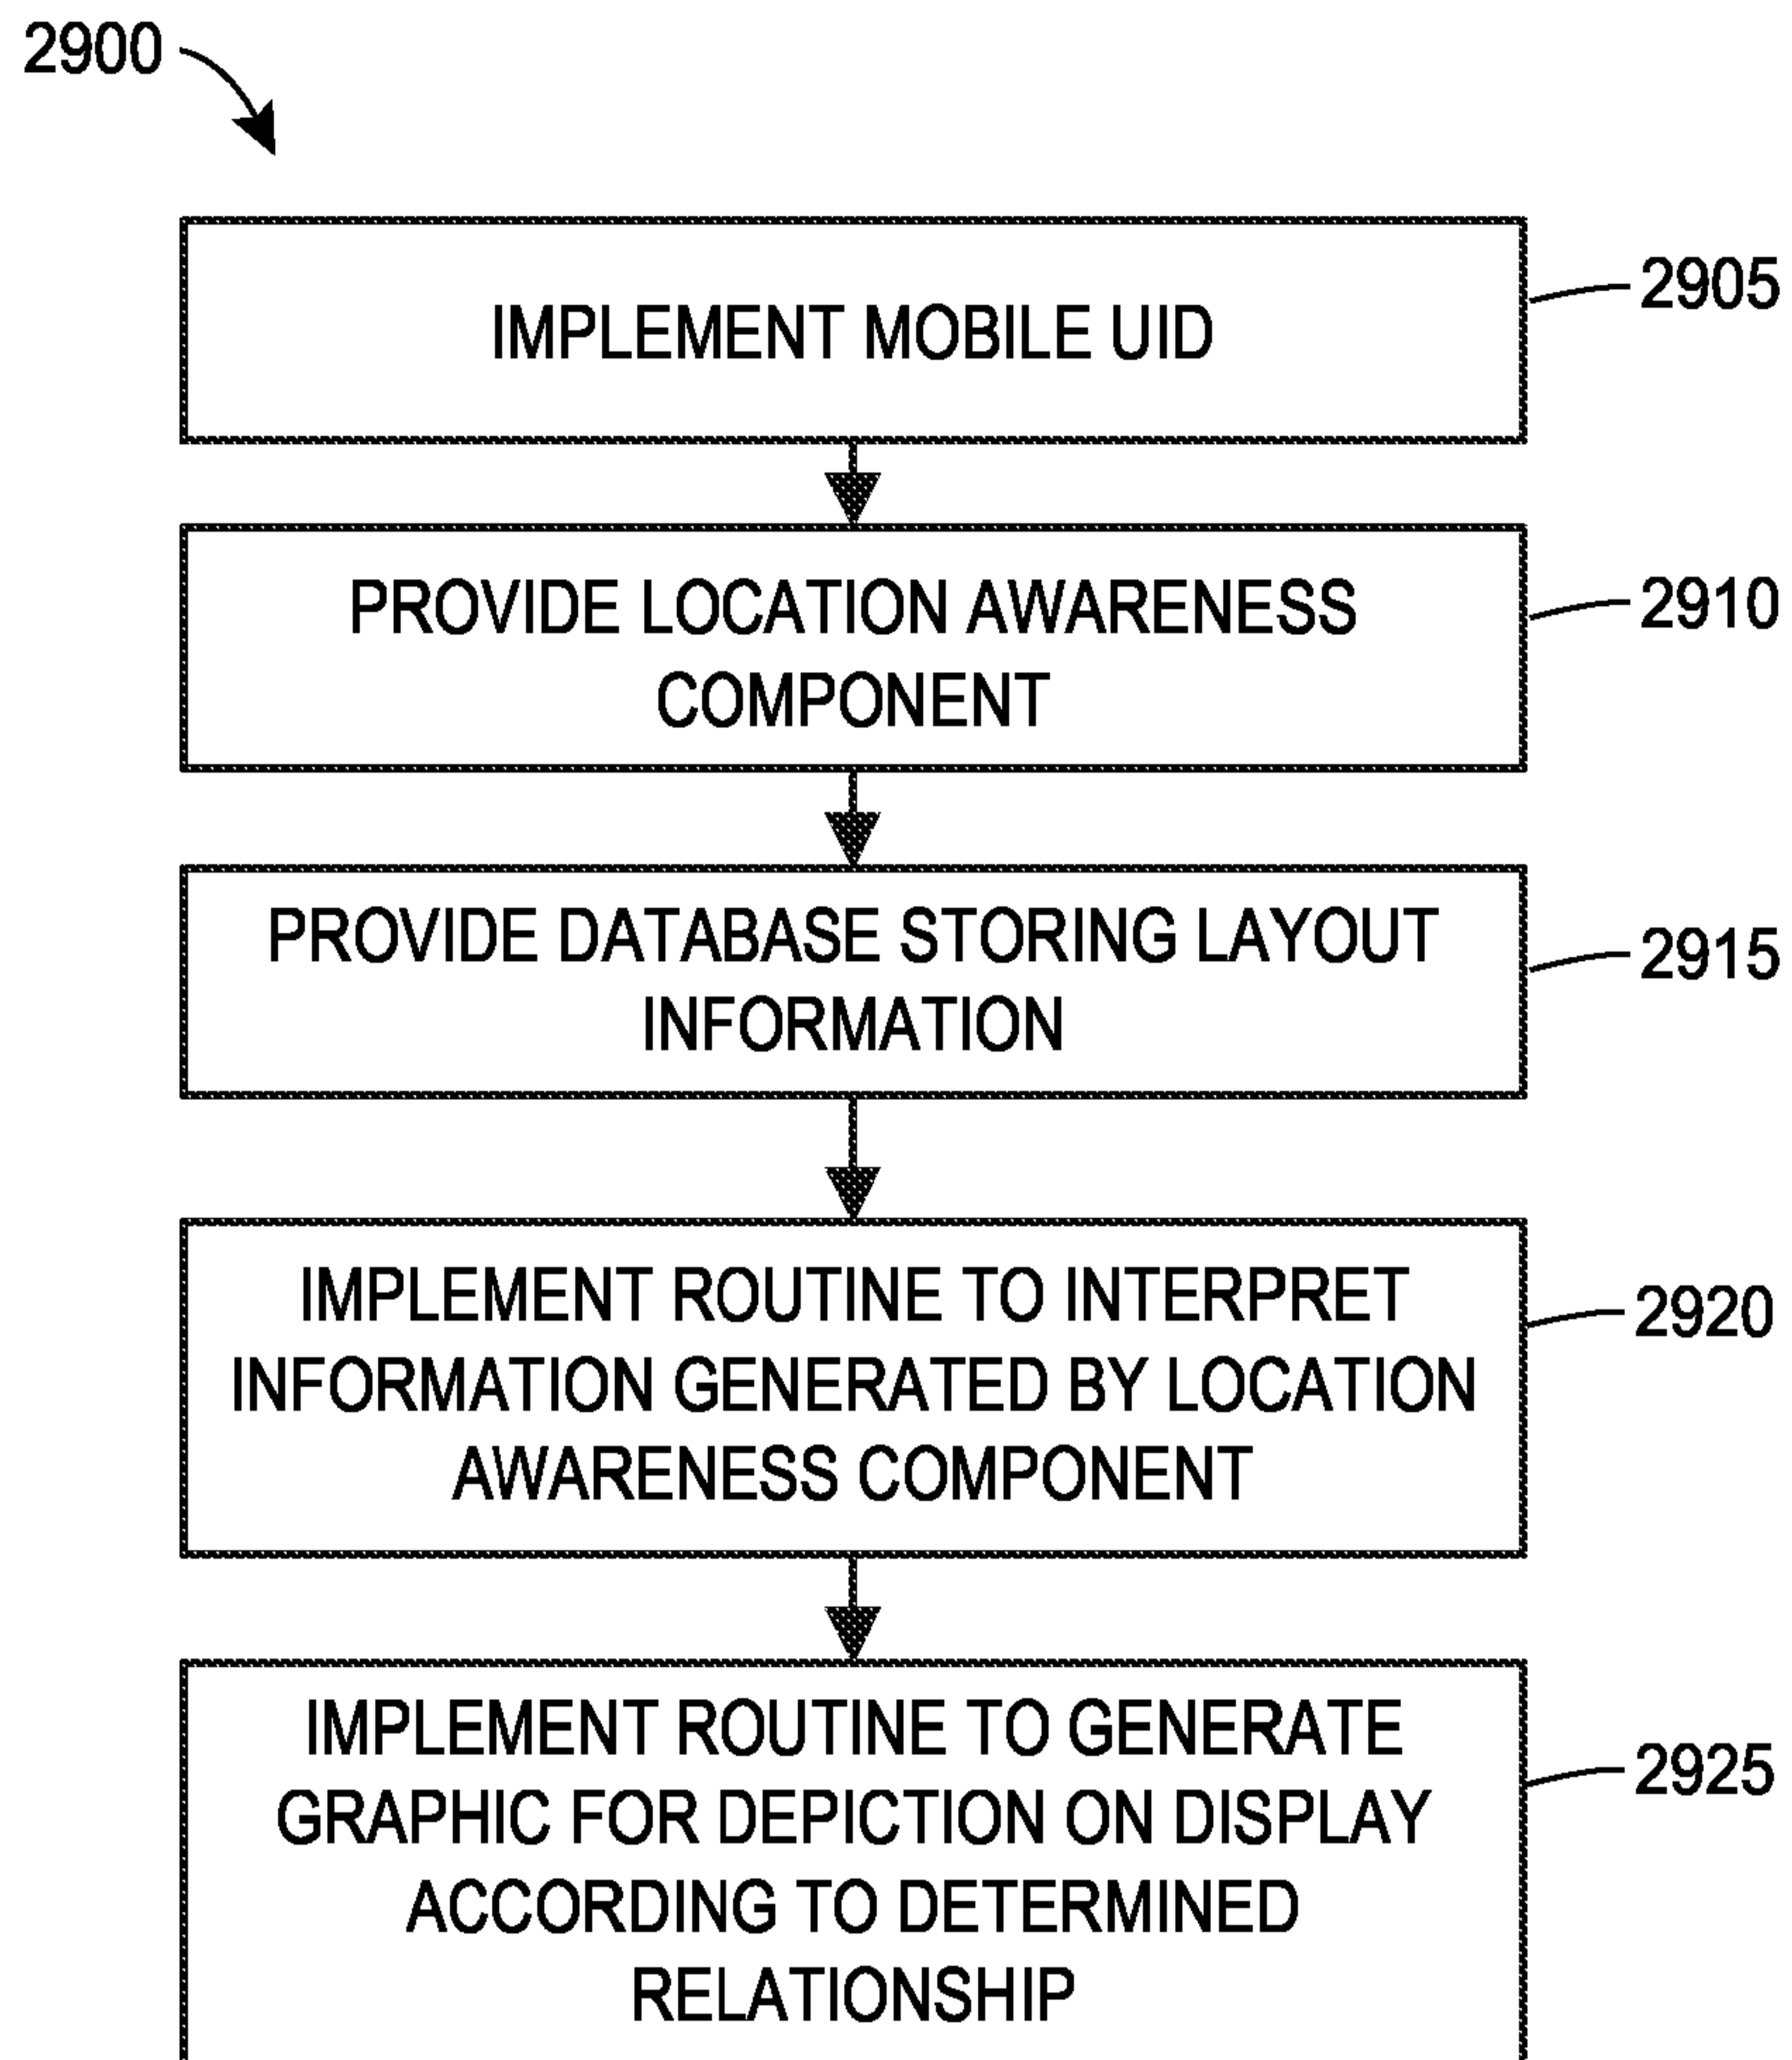 2900
IMPLEMENT MOBILE UID
2905
PROVIDE LOCATION AWARENESS
COMPONENT
2910
PROVIDE DATABASE STORING LAYOUT
INFORMATION
2915
IMPLEMENT ROUTINE TO INTERPRET
INFORMATION GENERATED BY LOCATION
AWARENESS COMPONENT
2920
IMPLEMENT ROUTINE TO GENERATE
GRAPHIC FOR DEPICTION ON DISPLAY
ACCORDING TO DETERMINED
RELATIONSHIP
2925